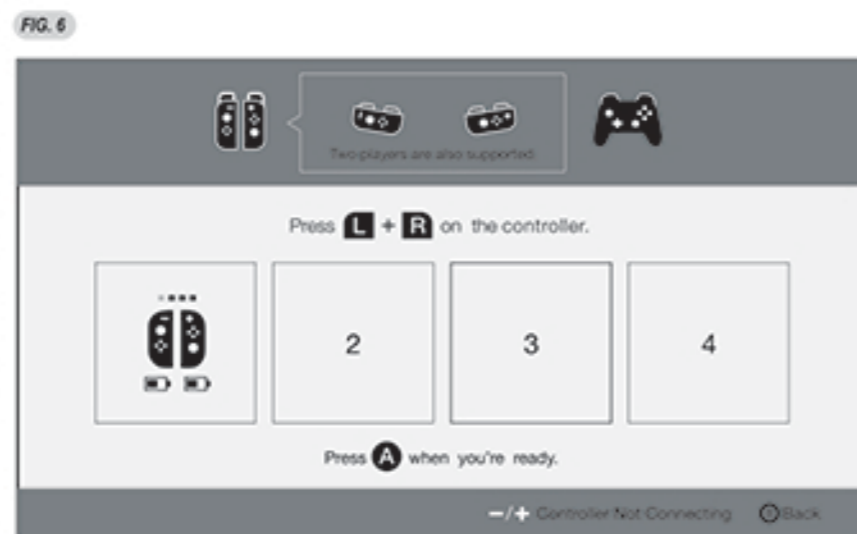 FIG. 6
Two players are also supported.
Press L + R on the controller.
2 3 4
Press A when you're ready.
−/+ Controller Not Connecting Back